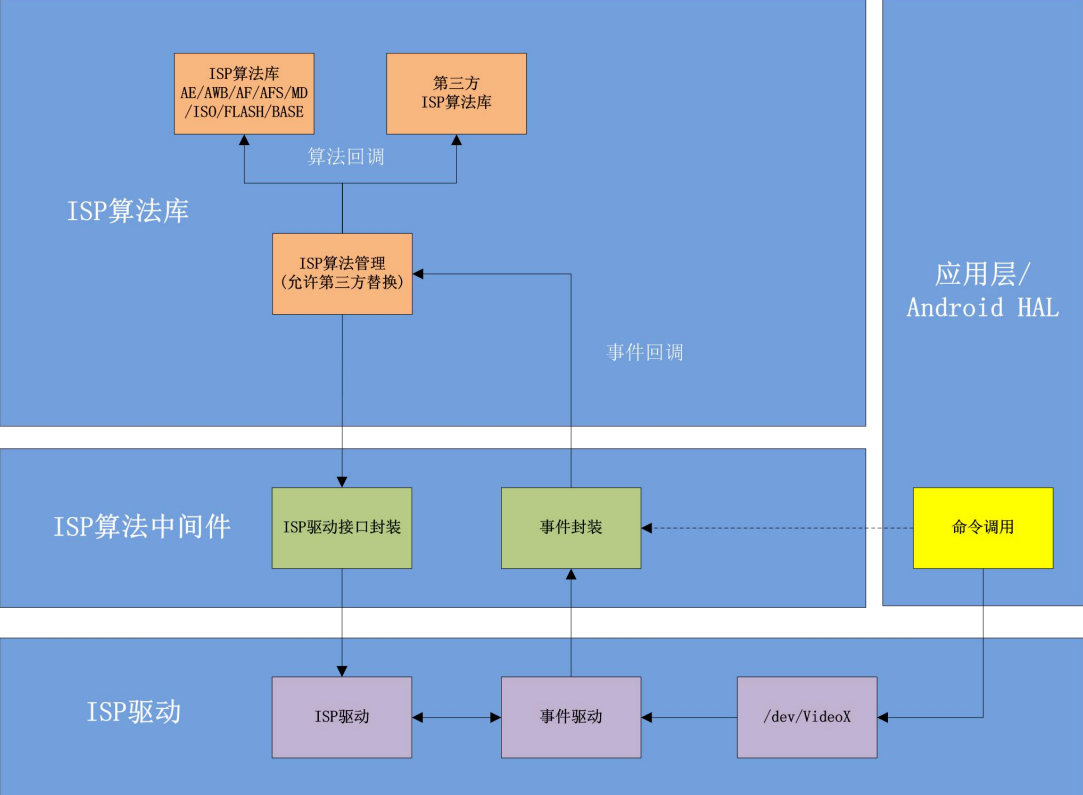 ISP算法库
AE/AWB/AF/AFS/MD
/ISO/FLASH/BASE
第三方
ISP算法库
算法回调
ISP算法库
ISP算法管理
(允许第三方替换)
事件回调
应用层/
Android HAL
ISP算法中间件
ISP驱动接口封装
事件封装
命令调用
ISP驱动
ISP驱动
事件驱动
/dev/VideoX